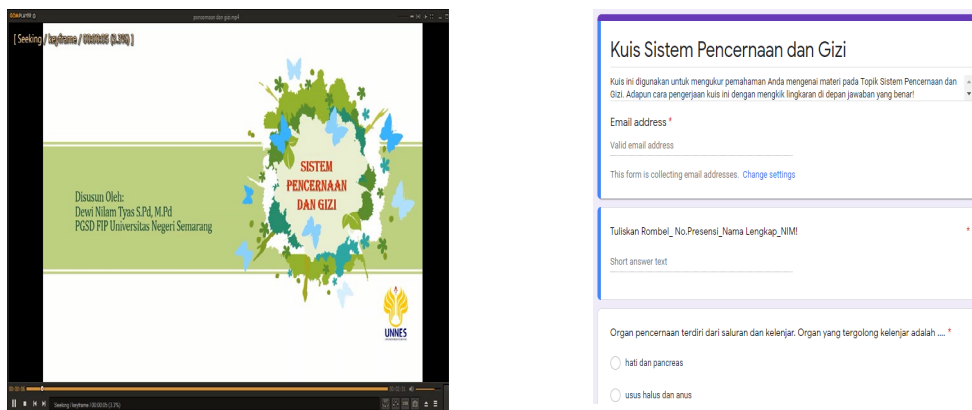 GOMPLAYER
pencernaan dan gizi.mp4
[ Seeking / keyframe / 00:00:05 (3.3%) ]
SISTEM
PENCERNAAN
DAN GIZI
Disusun Oleh:
Dewi Nilam Tyas S.Pd, M.Pd
PGSD FIP Universitas Negeri Semarang
UNNES
Seeking / keyframe / 00:00:05 (3.3%)
Kuis Sistem Pencernaan dan Gizi
Kuis ini digunakan untuk mengukur pemahaman Anda mengenai materi pada Topik Sistem Pencernaan dan
Gizi. Adapun cara pengerjaan kuis ini dengan mengkik lingkaran di depan jawaban yang benar!
Email address *
Valid email address
This form is collecting email addresses. Change settings
Tuliskan Rombel_ No.Presensi_Nama Lengkap_NIM! *
Short answer text
Organ pencernaan terdiri dari saluran dan kelenjar. Organ yang tergolong kelenjar adalah .... *
hati dan pancreas
usus halus dan anus